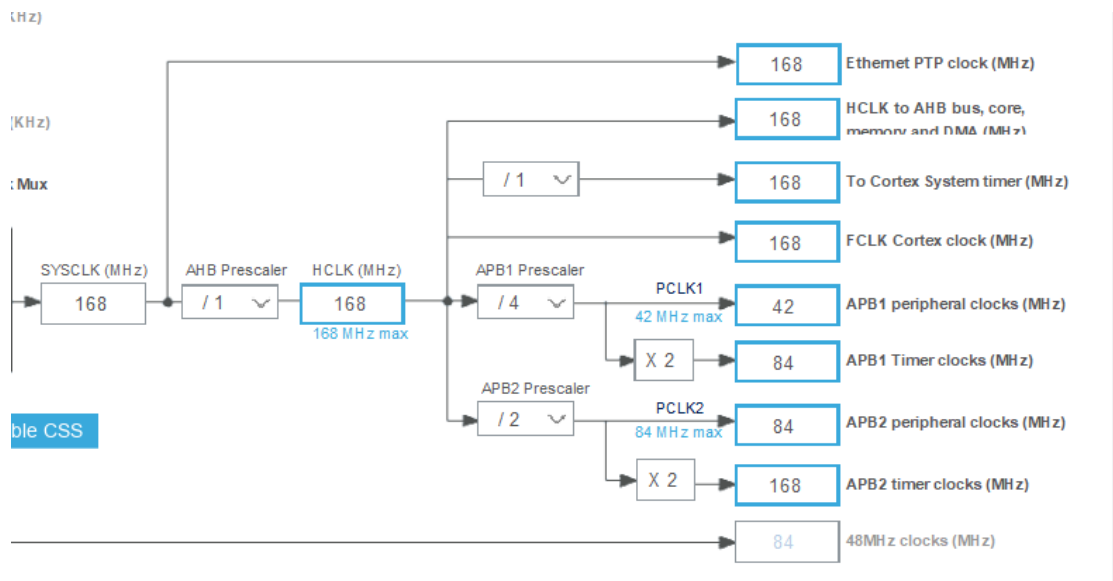 KHz)
168
Ethernet PTP clock (MHz)
(KHz)
168
HCLK to AHB bus, core,
memory and DMA (MHz)
: Mux
/ 1
168
To Cortex System timer (MHz)
168
FCLK Cortex clock (MHz)
SYSCLK (MHz)
AHB Prescaler
HCLK (MHz)
APB1 Prescaler
168
/ 1
168
168 MHz max
/ 4
PCLK1
42 MHz max
42
APB1 peripheral clocks (MHz)
X 2
84
APB1 Timer clocks (MHz)
APB2 Prescaler
/ 2
PCLK2
84 MHz max
84
APB2 peripheral clocks (MHz)
ble CSS
X 2
168
APB2 timer clocks (MHz)
84
48MHz clocks (MHz)